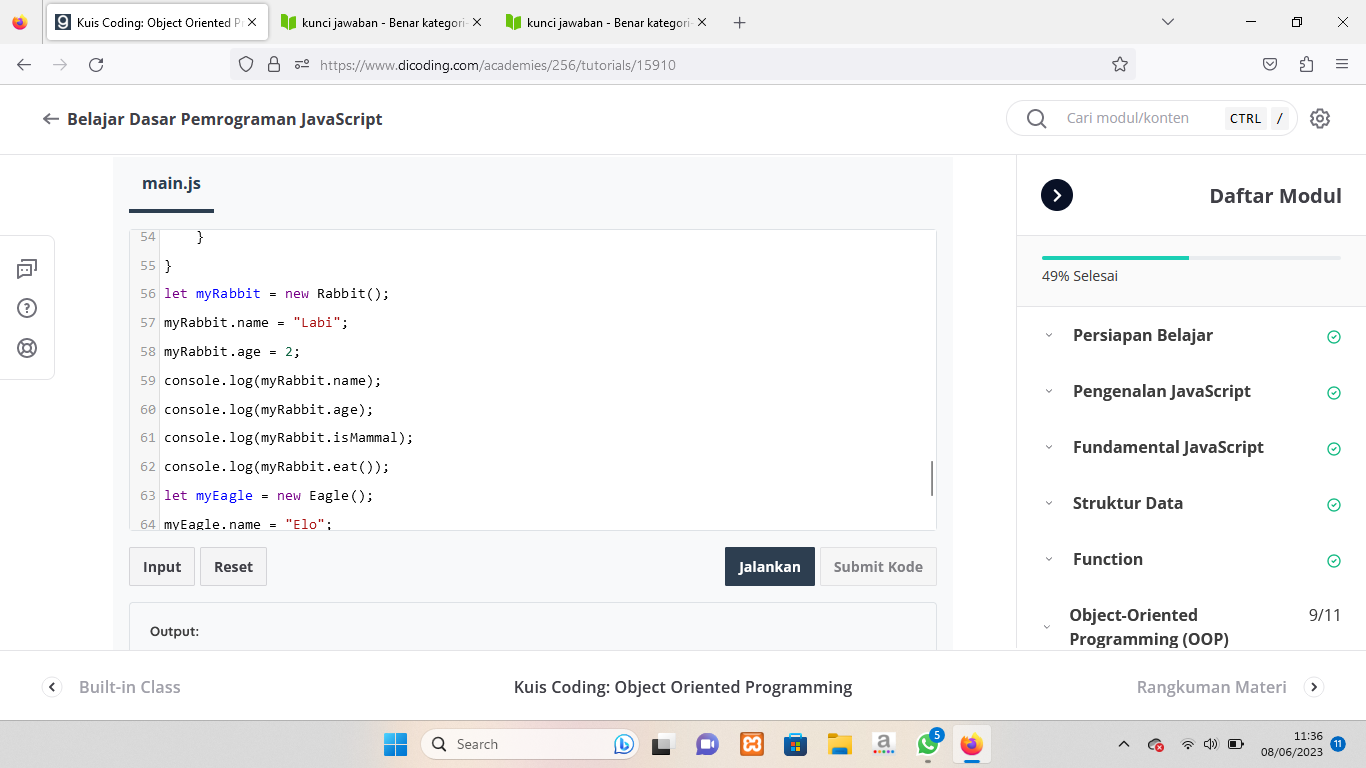 Kuis Coding: Object Oriented Pr
kunci jawaban - Benar kategori-
kunci jawaban - Benar kategori-
https://www.dicoding.com/academies/256/tutorials/15910
Belajar Dasar Pemrograman JavaScript
Cari modul/konten
CTRL /
main.js
54 }
55 }
56 let myRabbit = new Rabbit();
57 myRabbit.name = "Labi";
58 myRabbit.age = 2;
59 console.log(myRabbit.name);
60 console.log(myRabbit.age);
61 console.log(myRabbit.isMammal);
62 console.log(myRabbit.eat());
63 let myEagle = new Eagle();
64 myEagle.name = "Elo";
Input
Reset
Jalankan
Submit Kode
Output:
Daftar Modul
49% Selesai
Persiapan Belajar
Pengenalan JavaScript
Fundamental JavaScript
Struktur Data
Function
Object-Oriented
Programming (OOP)
9/11
Built-in Class
Kuis Coding: Object Oriented Programming
Rangkuman Materi
Search
a
5
11:36
08/06/2023
11